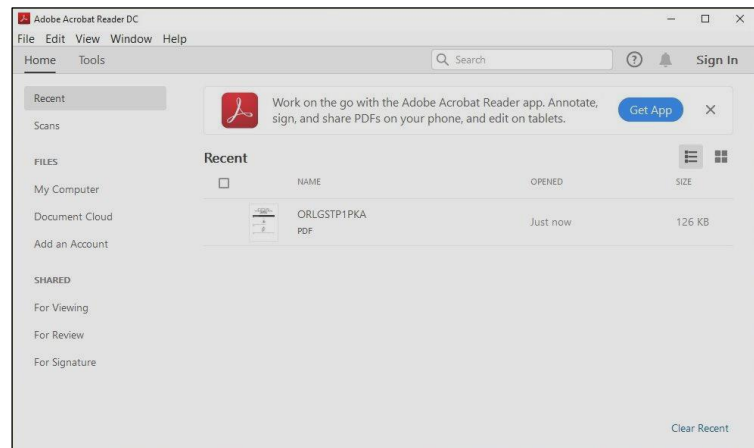 Adobe Acrobat Reader DC
File Edit View Window Help
Home Tools
Search
Sign In
Recent
Scans
FILES
My Computer
Document Cloud
Add an Account
SHARED
For Viewing
For Review
For Signature
Work on the go with the Adobe Acrobat Reader app. Annotate,
sign, and share PDFs on your phone, and edit on tablets.
Get App
Recent
NAME OPENED SIZE
ORLGSTP1PKA Just now 126 KB
PDF
Clear Recent